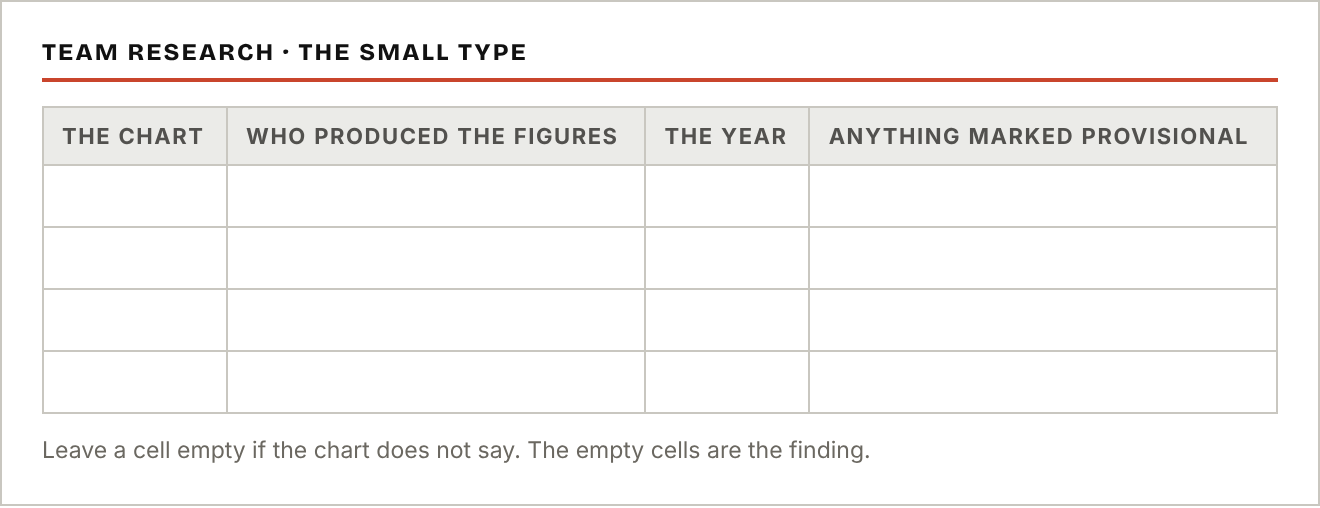 TEAM RESEARCH · THE SMALL TYPE
THE CHART WHO PRODUCED THE FIGURES THE YEAR ANYTHING MARKED PROVISIONAL
Leave a cell empty if the chart does not say. The empty cells are the finding.